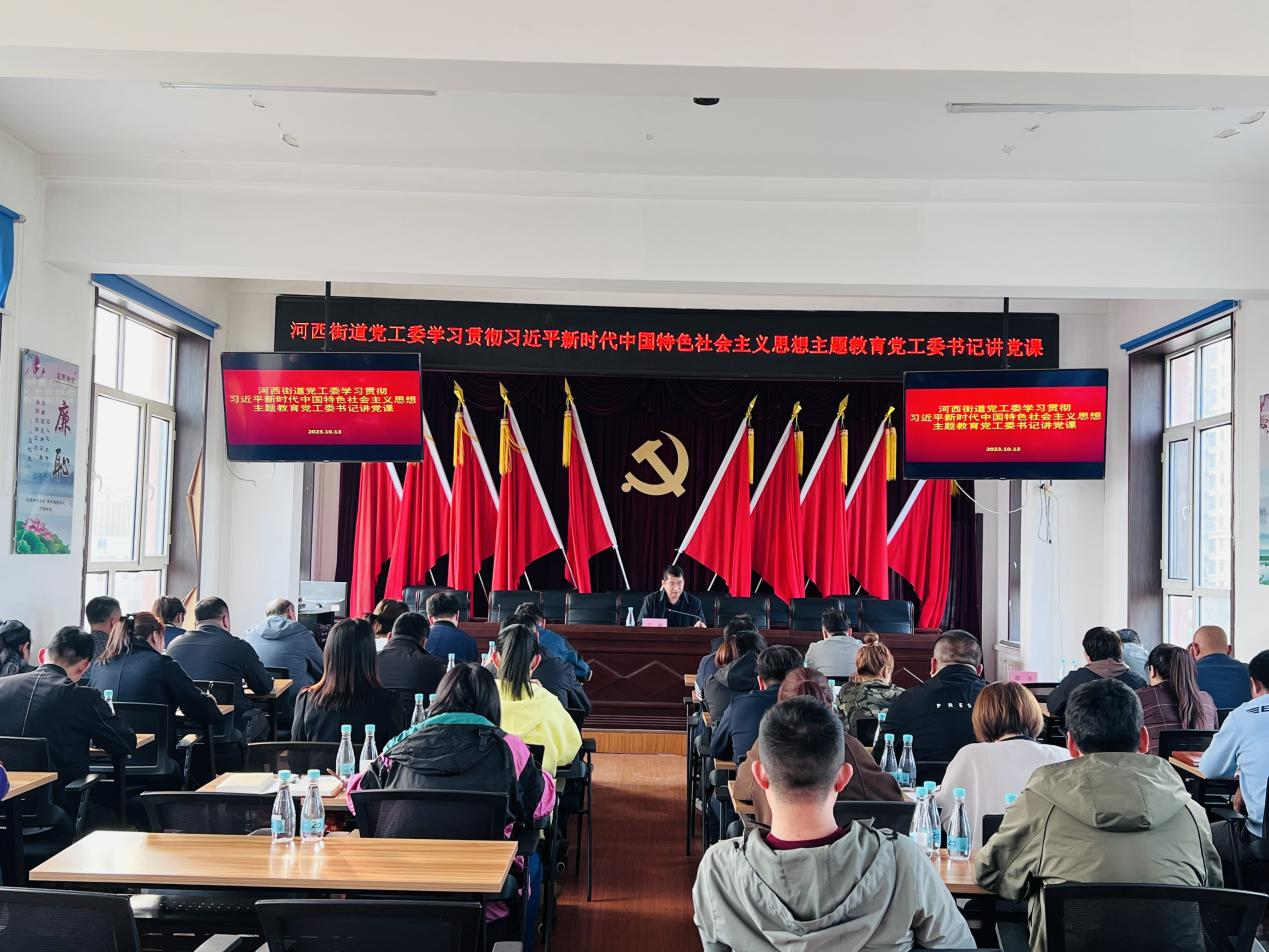 河西街道党工委学习贯彻习近平新时代中国特色社会主义思想主题教育党工委书记讲党课
河西街道党工委学习贯彻
习近平新时代中国特色社会主义思想
主题教育党工委书记讲党课
2023.10.13
河西街道党工委学习贯彻
习近平新时代中国特色社会主义思想
主题教育党工委书记讲党课
2023.10.13
廉
耻
PRES